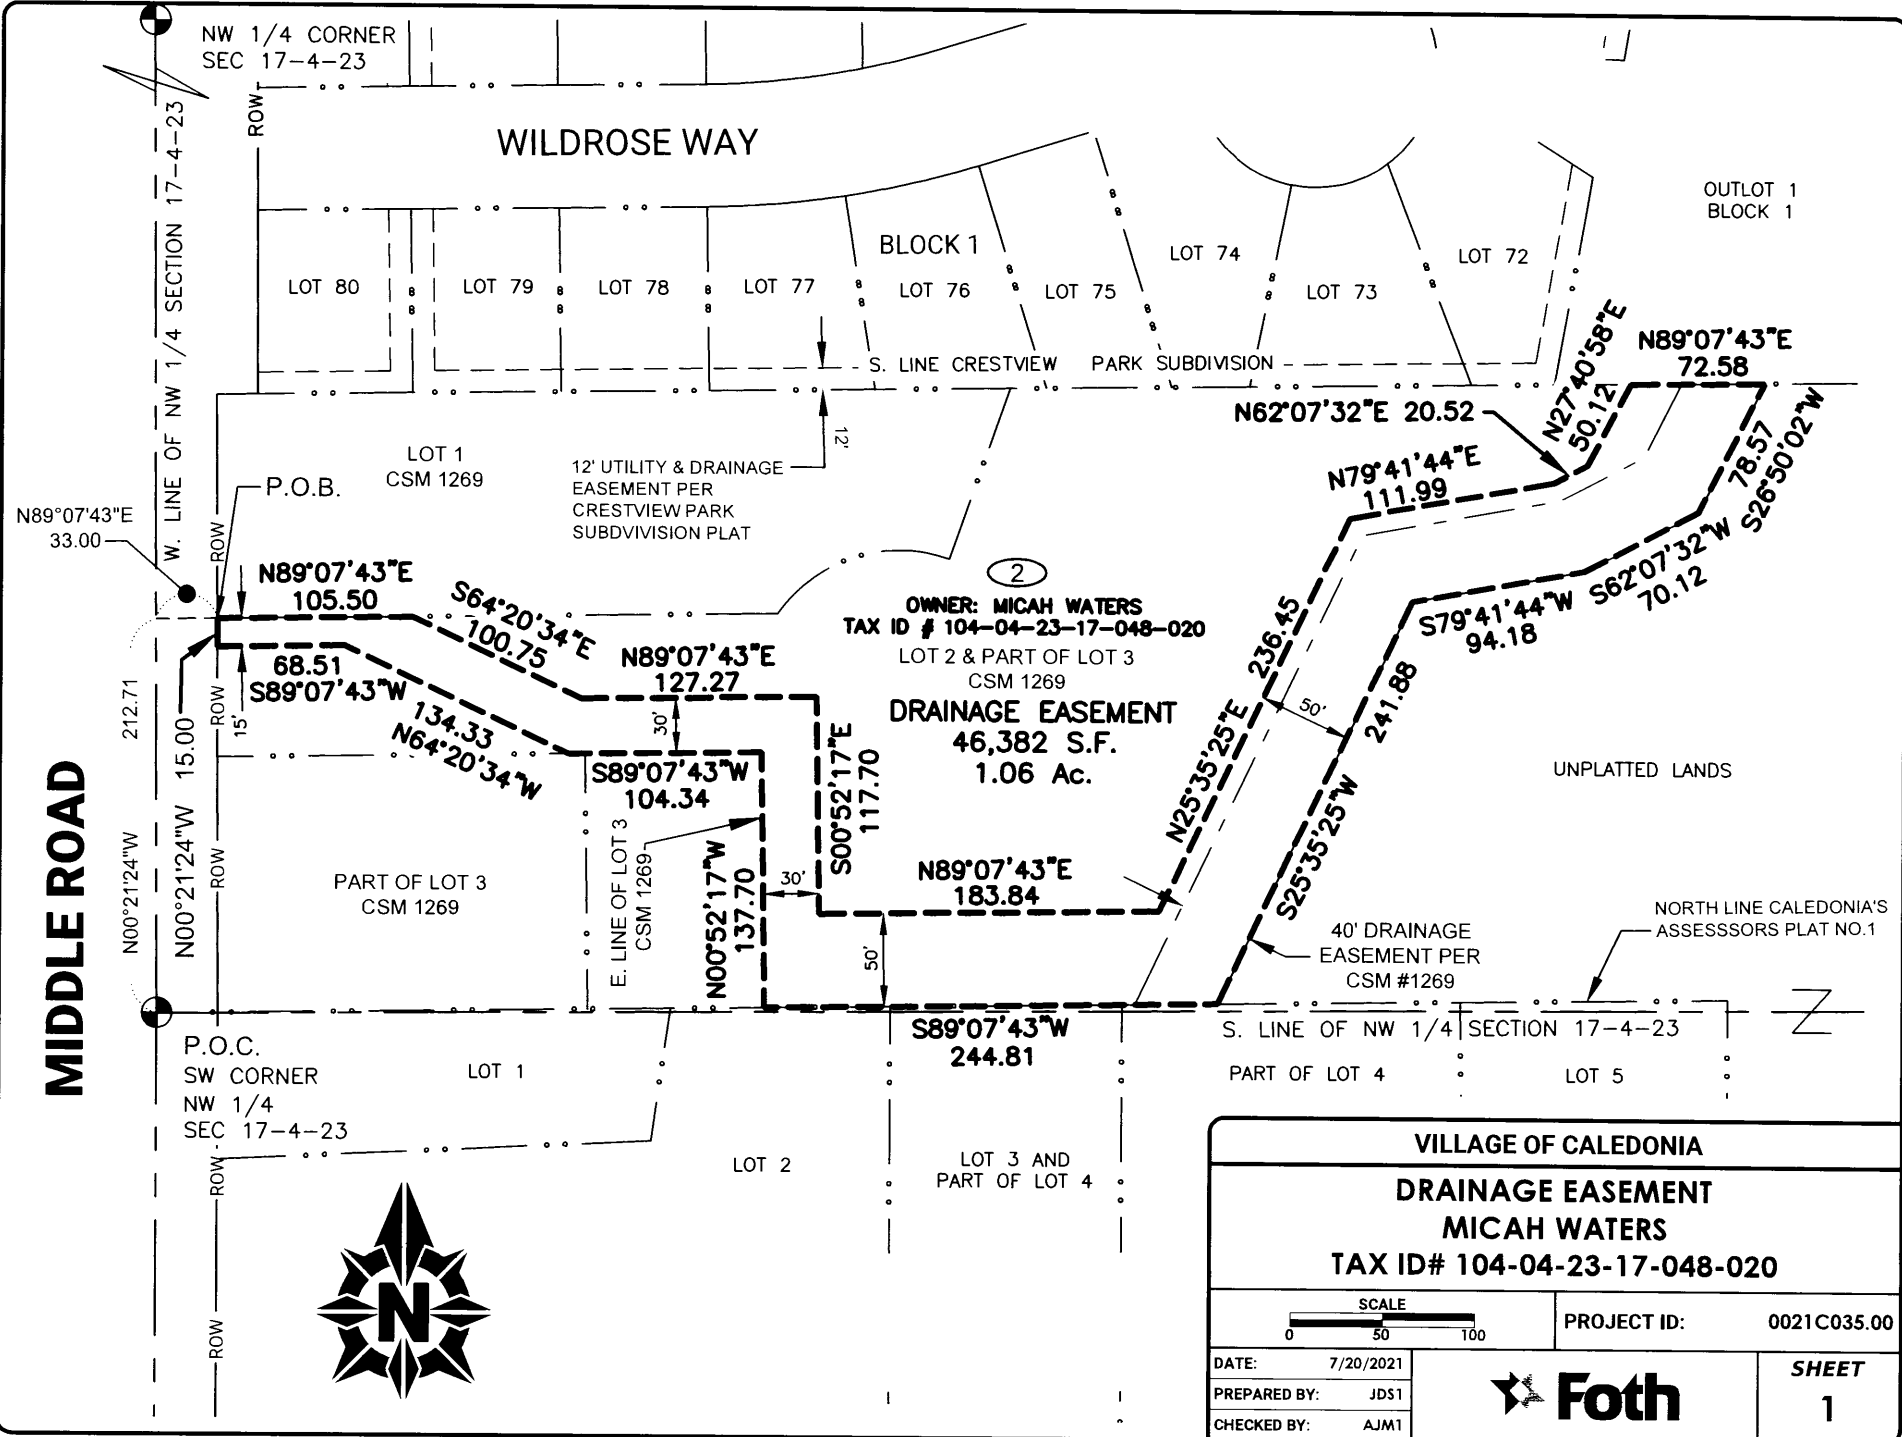 NW 1/4 CORNER
SEC 17-4-23
ROW
W. LINE OF NW 1/4 SECTION 17-4-23
WILDROSE WAY
OUTLOT 1
BLOCK 1
BLOCK 1
LOT 80
LOT 79
LOT 78
LOT 77
LOT 76
LOT 75
LOT 74
LOT 73
LOT 72
S. LINE CRESTVIEW PARK SUBDIVISION
N89°07'43"E
72.58
N27°40'58"E
50.12
N62°07'32"E 20.52
78.57
S26°50'02"W
12'
LOT 1
CSM 1269
12' UTILITY & DRAINAGE
EASEMENT PER
CRESTVIEW PARK
SUBDVIVISION PLAT
N79°41'44"E
111.99
P.O.B.
N89°07'43"E
33.00
ROW
N89°07'43"E
105.50
S64°20'34"E
100.75
N89°07'43"E
127.27
2
OWNER: MICAH WATERS
TAX ID # 104-04-23-17-048-020
LOT 2 & PART OF LOT 3
CSM 1269
DRAINAGE EASEMENT
46,382 S.F.
1.06 Ac.
S62°07'32"W
70.12
S79°41'44"W
94.18
N25°35'25"E 236.45
50'
241.88
S25°35'25"W
68.51
S89°07'43"W
134.33
N64°20'34"W
15'
ROW
212.71
N00°21'24"W
N00°21'24"W 15.00
30'
S89°07'43"W
104.34
S00°52'17"E
117.70
UNPLATTED LANDS
MIDDLE ROAD
ROW
PART OF LOT 3
CSM 1269
E. LINE OF LOT 3
CSM 1269
N00°52'17"W
137.70
30'
N89°07'43"E
183.84
50'
40' DRAINAGE
EASEMENT PER
CSM #1269
NORTH LINE CALEDONIA'S
ASSESSSORS PLAT NO.1
S89°07'43"W
244.81
S. LINE OF NW 1/4 SECTION 17-4-23
P.O.C.
SW CORNER
NW 1/4
SEC 17-4-23
LOT 1
PART OF LOT 4
LOT 5
LOT 2
LOT 3 AND
PART OF LOT 4
ROW
ROW
N
VILLAGE OF CALEDONIA
DRAINAGE EASEMENT
MICAH WATERS
TAX ID# 104-04-23-17-048-020
SCALE
0 50 100
PROJECT ID: 0021C035.00
DATE: 7/20/2021
PREPARED BY: JDS1
CHECKED BY: AJM1
Foth
SHEET
1